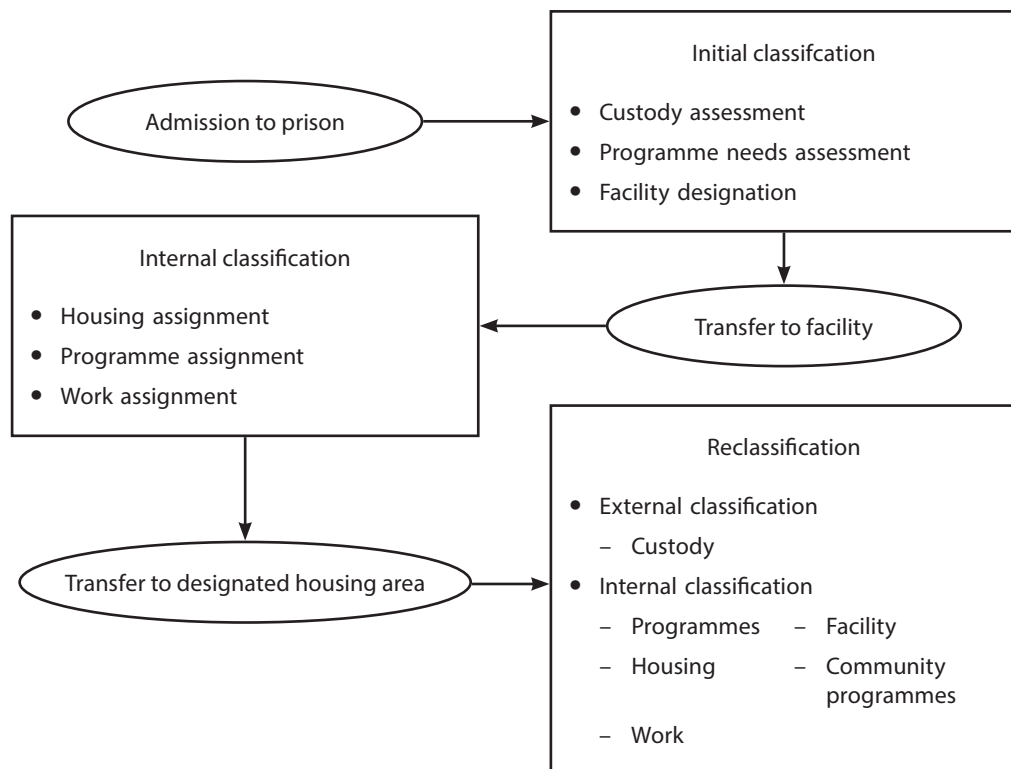 Admission to prison
Initial classifcation
• Custody assessment
• Programme needs assessment
• Facility designation
Transfer to facility
Internal classification
• Housing assignment
• Programme assignment
• Work assignment
Transfer to designated housing area
Reclassification
• External classification
– Custody
• Internal classification
– Programmes – Facility
– Housing – Community
programmes
– Work